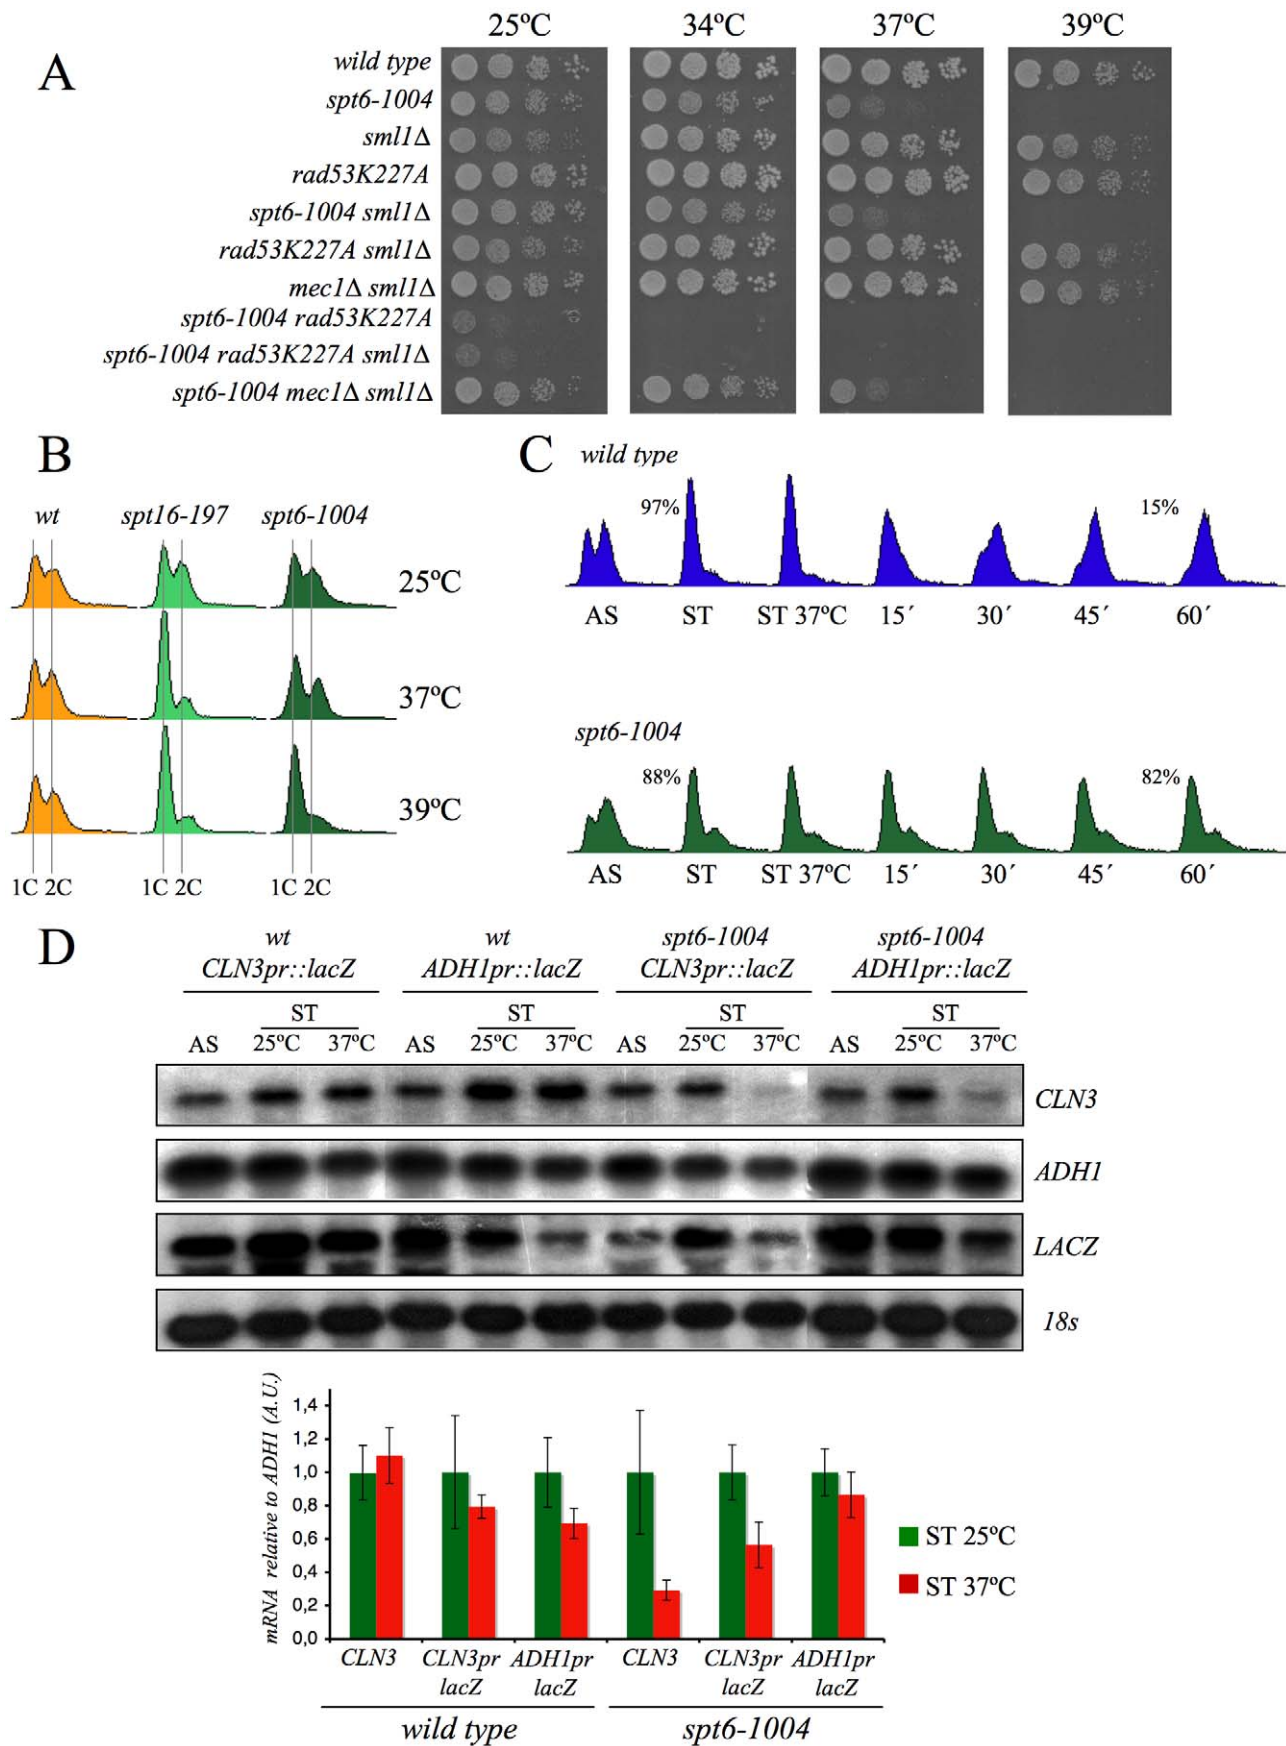 25ºC 34ºC 37ºC 39ºC
A
wild type
spt6-1004
sml1Δ
rad53K227A
spt6-1004 sml1Δ
rad53K227A sml1Δ
mec1Δ sml1Δ
spt6-1004 rad53K227A
spt6-1004 rad53K227A sml1Δ
spt6-1004 mec1Δ sml1Δ
B
wt spt16-197 spt6-1004
25ºC
37ºC
39ºC
1C 2C 1C 2C 1C 2C
C
wild type
97% 15%
AS ST ST 37ºC 15´ 30´ 45´ 60´
spt6-1004
88% 82%
AS ST ST 37ºC 15´ 30´ 45´ 60´
D
wt wt spt6-1004 spt6-1004
CLN3pr::lacZ ADH1pr::lacZ CLN3pr::lacZ ADH1pr::lacZ
ST ST ST ST
AS 25ºC 37ºC AS 25ºC 37ºC AS 25ºC 37ºC AS 25ºC 37ºC
CLN3
ADH1
LACZ
18s
mRNA relative to ADH1 (A.U.)
1,4
1,2
1,0
0,8
0,6
0,4
0,2
0,0
ST 25ºC
ST 37ºC
CLN3 CLN3pr ADH1pr CLN3 CLN3pr ADH1pr
lacZ lacZ lacZ lacZ
wild type spt6-1004